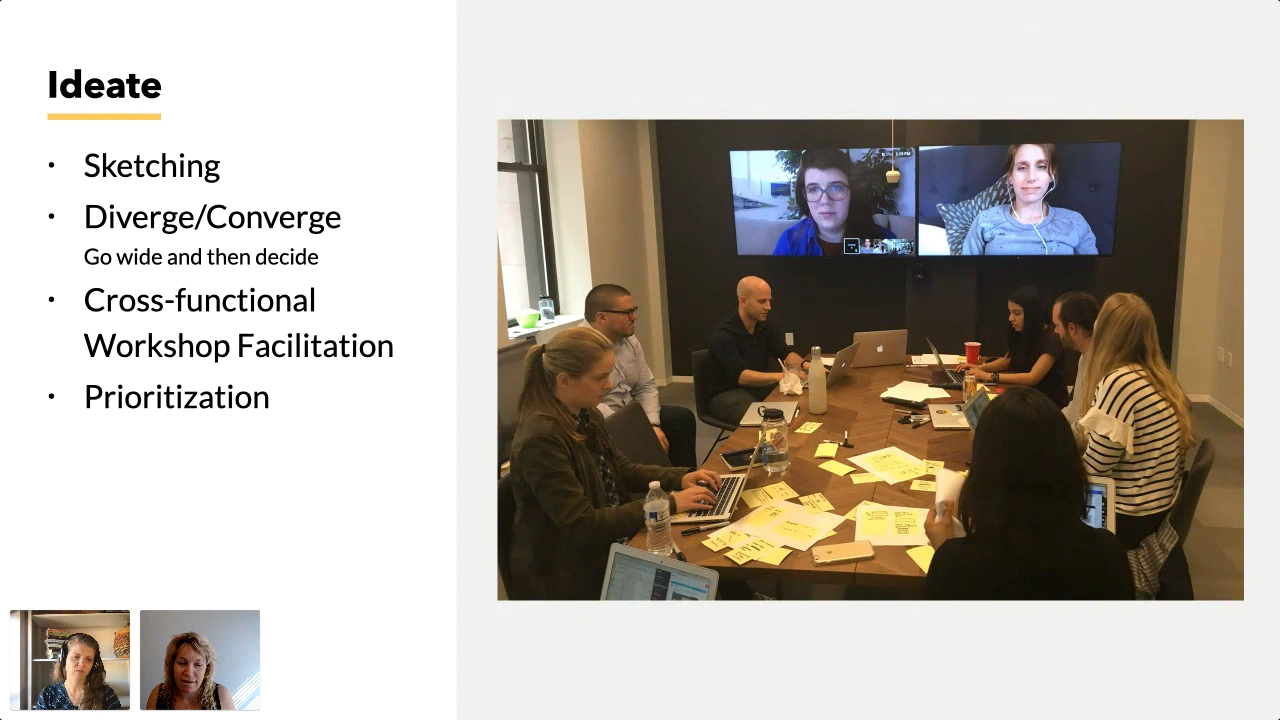 Ideate
• Sketching
• Diverge/Converge
Go wide and then decide
• Cross-functional
Workshop Facilitation
• Prioritization